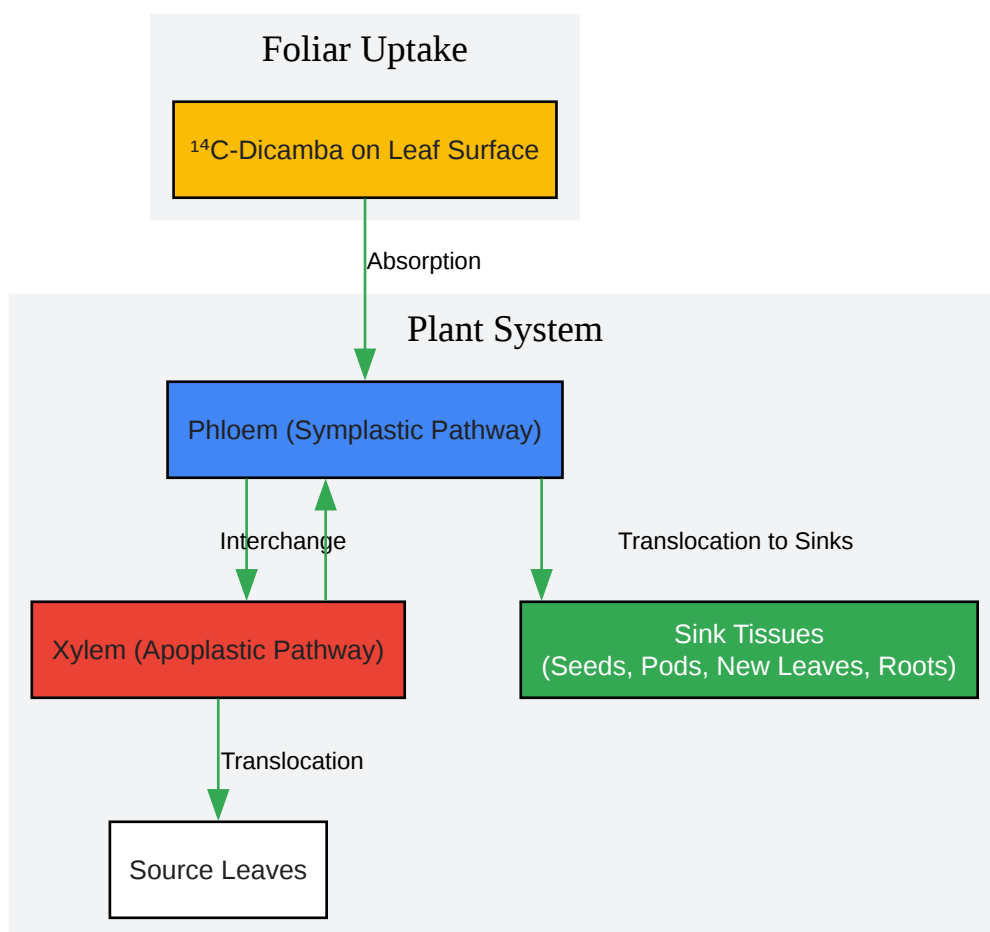 Foliar Uptake
¹⁴C-Dicamba on Leaf Surface
Absorption
Plant System
Phloem (Symplastic Pathway)
Interchange
Translocation to Sinks
Xylem (Apoplastic Pathway)
Sink Tissues
(Seeds, Pods, New Leaves, Roots)
Translocation
Source Leaves